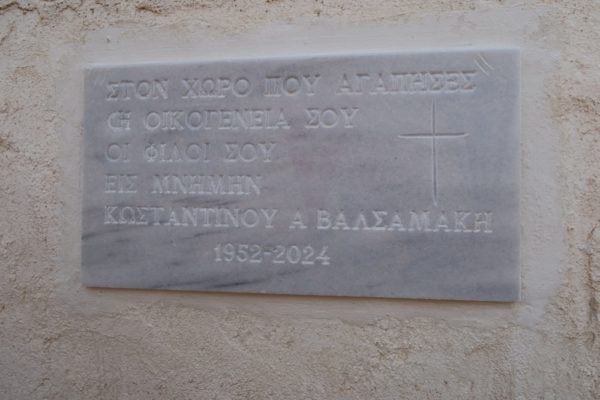 "ΣΤΟΝ ΧΩΡΟ ΠΟΥ ΑΓΑΠΗΣΕΣ"
Η ΟΙΚΟΓΕΝΕΙΑ ΣΟΥ
ΟΙ ΦΙΛΟΙ ΣΟΥ
ΕΙΣ ΜΝΗΜΗΝ
ΚΩΣΤΑΝΤΙΝΟΥ Α ΒΑΛΣΑΜΑΚΗ
1952-2024